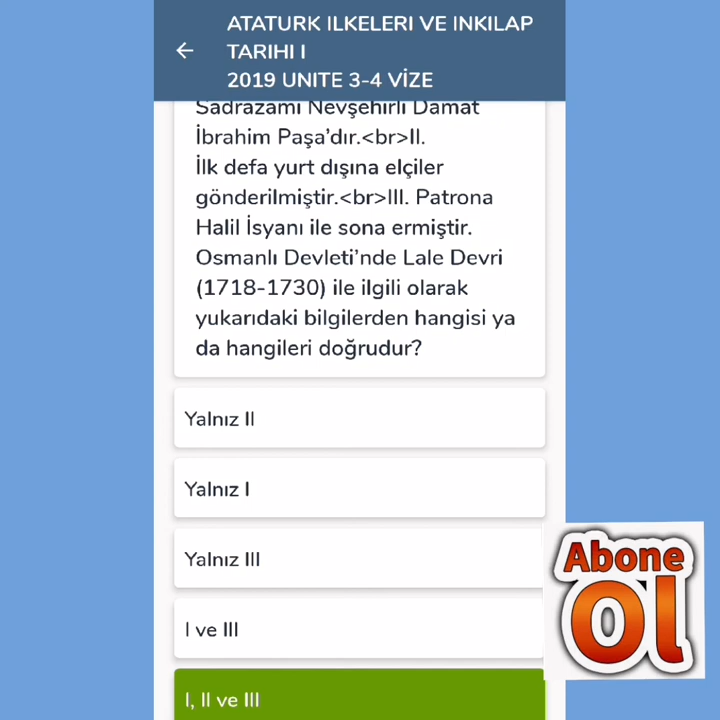 ATATURK ILKELERI VE INKILAP
TARIHI I
2019 UNITE 3-4 VİZE
Sadrazamı Nevşehirli Damat
İbrahim Paşa’dır.<br>II.
İlk defa yurt dışına elçiler
gönderilmiştir.<br>III. Patrona
Halil İsyanı ile sona ermiştir.
Osmanlı Devleti’nde Lale Devri
(1718-1730) ile ilgili olarak
yukarıdaki bilgilerden hangisi ya
da hangileri doğrudur?
Yalnız II
Yalnız I
Yalnız III
I ve III
I, II ve III
Abone
Ol